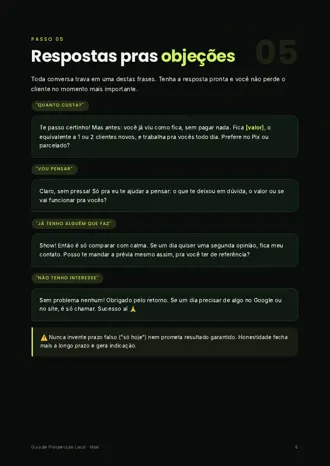 PASSO 05
Respostas pras objeções
05
Toda conversa trava em uma destas frases. Tenha a resposta pronta e você não perde o
cliente no momento mais importante.
"QUANTO CUSTA?"
Te passo certinho! Mas antes: você já viu como fica, sem pagar nada. Fica [valor], o
equivalente a 1 ou 2 clientes novos, e trabalha pra vocês todo dia. Prefere no Pix ou
parcelado?
"VOU PENSAR"
Claro, sem pressa! Só pra eu te ajudar a pensar: o que te deixou em dúvida, o valor ou se
vai funcionar pra vocês?
"JÁ TENHO ALGUÉM QUE FAZ"
Show! Então é só comparar com calma. Se um dia quiser uma segunda opinião, fica meu
contato. Posso te mandar a prévia mesmo assim, pra você ter de referência?
"NÃO TENHO INTERESSE"
Sem problema nenhum! Obrigado pelo retorno. Se um dia precisar de algo no Google ou
no site, é só chamar. Sucesso aí 🙏
⚠️ Nunca invente prazo falso ("só hoje") nem prometa resultado garantido. Honestidade fecha
mais a longo prazo e gera indicação.
Guia de Prospecção Local ·